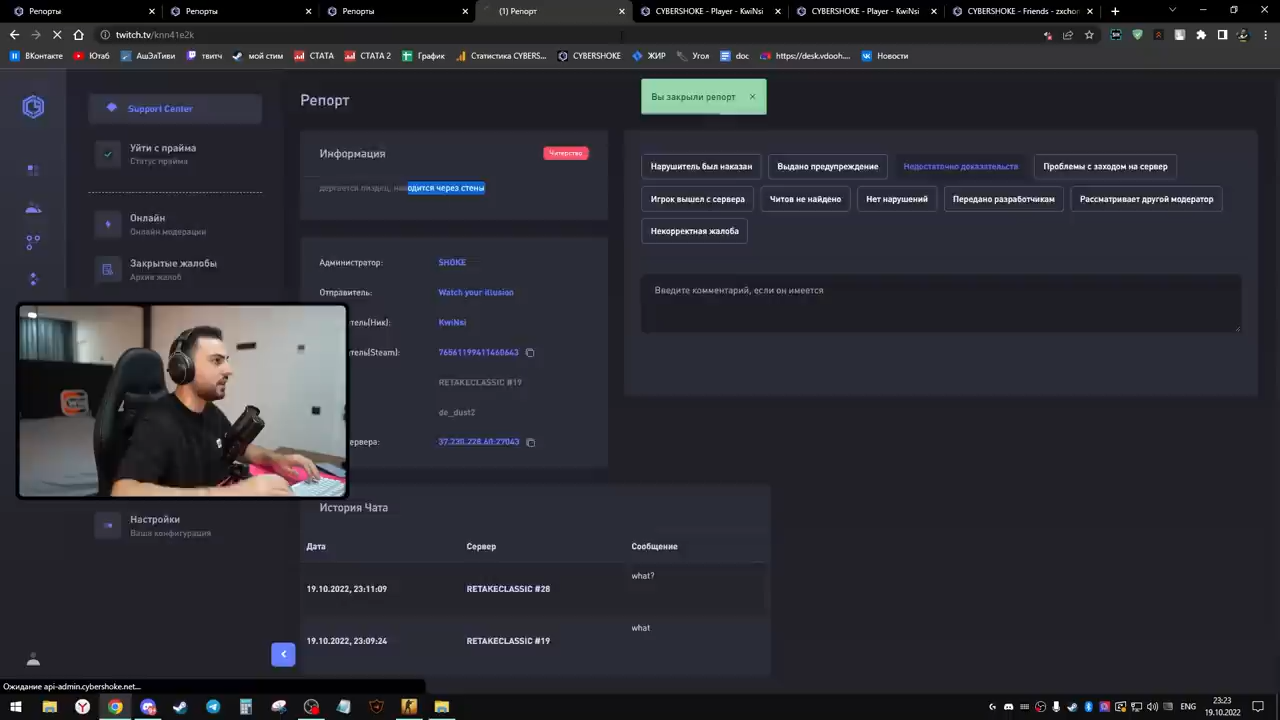 Репорты
Репорты
Репорты
(1) Репорт
CYBERSHOKE - Player - KwiNsi
CYBERSHOKE - Player - KwiNsi
CYBERSHOKE - Friends - zxchor
twitch.tv/knn41e2k
ВКонтакте
Ютаб
АшЭлТиви
твитч
мой стим
СТАТА
СТАТА 2
График
Статистика CYBERS...
CYBERSHOKE
ЖИР
Угол
doc
https://desk.vdooh...
Новости
Support Center
Уйти с прайма
Статус прайма
Онлайн
Онлайн модерации
Закрытые жалобы
Архив жалоб
Настройки
Ваша конфигурация
Репорт
Вы закрыли репорт
Информация
Читерство
находится через стены
Администратор:
SHOKE
Отправитель:
Watch your illusion
тель(Ник):
KwiNsi
атель(Steam):
76561199411460643
RETAKECLASSIC #19
de_dust2
ервера:
37.230.228.60:27043
Нарушитель был наказан
Выдано предупреждение
Недостаточно доказательств
Проблемы с заходом на сервер
Игрок вышел с сервера
Читов не найдено
Нет нарушений
Передано разработчикам
Рассматривает другой модератор
Некорректная жалоба
Введите комментарий, если он имеется
История Чата
Дата
Сервер
Сообщение
19.10.2022, 23:11:09
RETAKECLASSIC #28
what?
19.10.2022, 23:09:24
RETAKECLASSIC #19
what
Ожидание api-admin.cybershoke.net...
ENG
23:23
19.10.2022